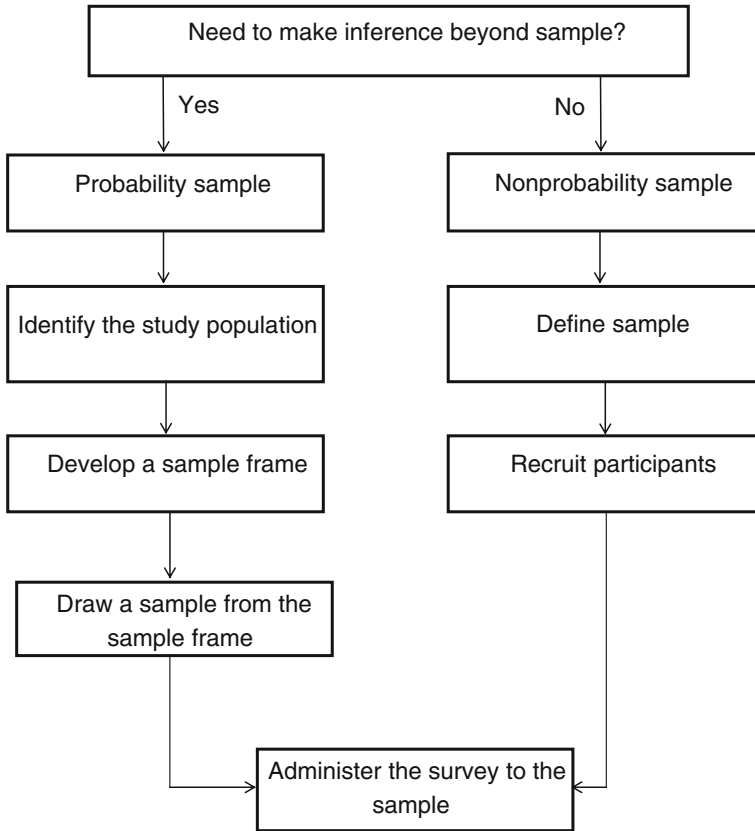 Need to make inference beyond sample?
Yes
No
Probability sample
Nonprobability sample
Identify the study population
Define sample
Develop a sample frame
Recruit participants
Draw a sample from the
sample frame
Administer the survey to the
sample